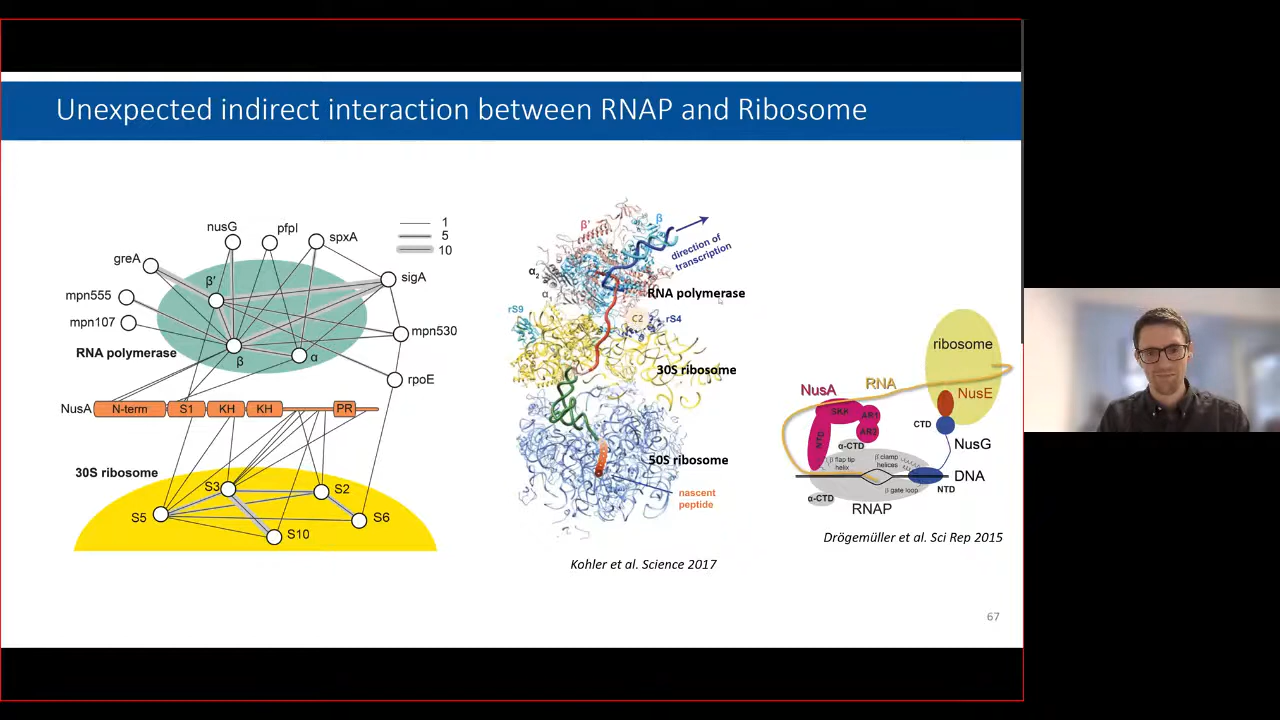 Unexpected indirect interaction between RNAP and Ribosome
nusG
pfpI
spxA
1
5
10
greA
β'
sigA
mpn555
mpn107
mpn530
RNA polymerase
β
α
rpoE
NusA
N-term
S1
KH
KH
PR
30S ribosome
S3
S2
S5
S6
S10
β'
β
direction of
transcription
α₂
α
RNA polymerase
rS9
C2
rS4
30S ribosome
50S ribosome
nascent
peptide
Kohler et al. Science 2017
ribosome
NusA
RNA
NusE
SKK
AR1
AR2
NTD
CTD
α-CTD
NusG
β flap tip
helix
β clamp
helices
DNA
β gate loop
NTD
α-CTD
RNAP
Drögemüller et al. Sci Rep 2015
67